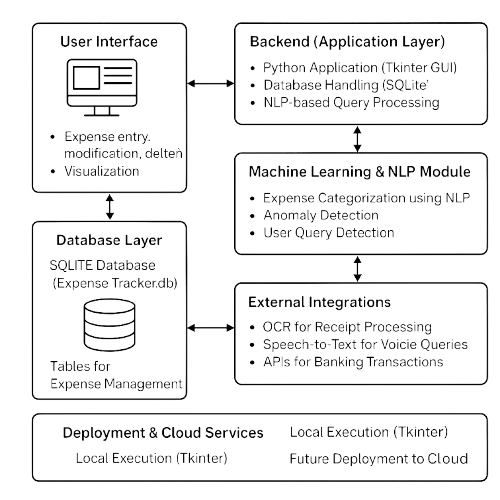 User Interface
• Expense entry.
modification, delteǹ
• Visualization
Backend (Application Layer)
• Python Application (Tkinter GUI)
• Database Handling (SQLite'
• NLP-based Query Processing
Machine Learning & NLP Module
• Expense Categorization using NLP
• Anomaly Detection
• User Query Detection
Database Layer
SQLITE Database
(Expense Tracker.db)
Tables for
Expense Management
External Integrations
• OCR for Receipt Processing
• Speech-to-Text for Voicie Queries
• APIs for Banking Transactions
Deployment & Cloud Services
Local Execution (Tkinter)
Local Execution (Tkinter)
Future Deployment to Cloud